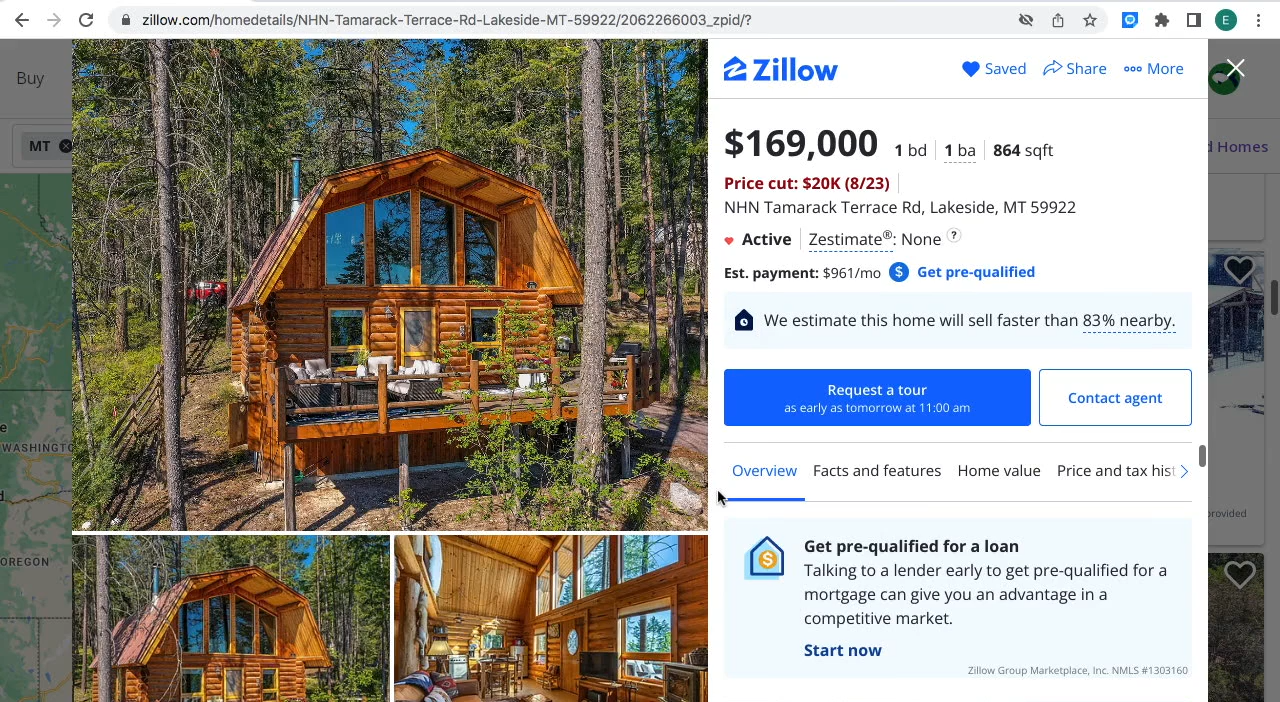 zillow.com/homedetails/NHN-Tamarack-Terrace-Rd-Lakeside-MT-59922/2062266003_zpid/?
E
Buy
Zillow
Saved
Share
More
MT
d Homes
$169,000
1 bd
1 ba
864 sqft
Price cut: $20K (8/23)
NHN Tamarack Terrace Rd, Lakeside, MT 59922
Active
Zestimate®: None ?
Est. payment: $961/mo
$ Get pre-qualified
We estimate this home will sell faster than 83% nearby.
Request a tour
as early as tomorrow at 11:00 am
Contact agent
e
WASHINGTO
d
OREGON
Overview
Facts and features
Home value
Price and tax hist
provided
$
Get pre-qualified for a loan
Talking to a lender early to get pre-qualified for a
mortgage can give you an advantage in a
competitive market.
Start now
Zillow Group Marketplace, Inc. NMLS #1303160